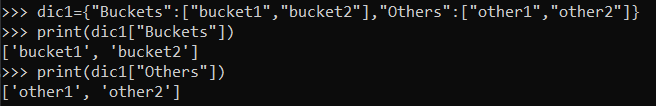 >>> dic1={"Buckets":["bucket1","bucket2"],"Others":["other1","other2"]}
>>> print(dic1["Buckets"])
['bucket1', 'bucket2']
>>> print(dic1["Others"])
['other1', 'other2']